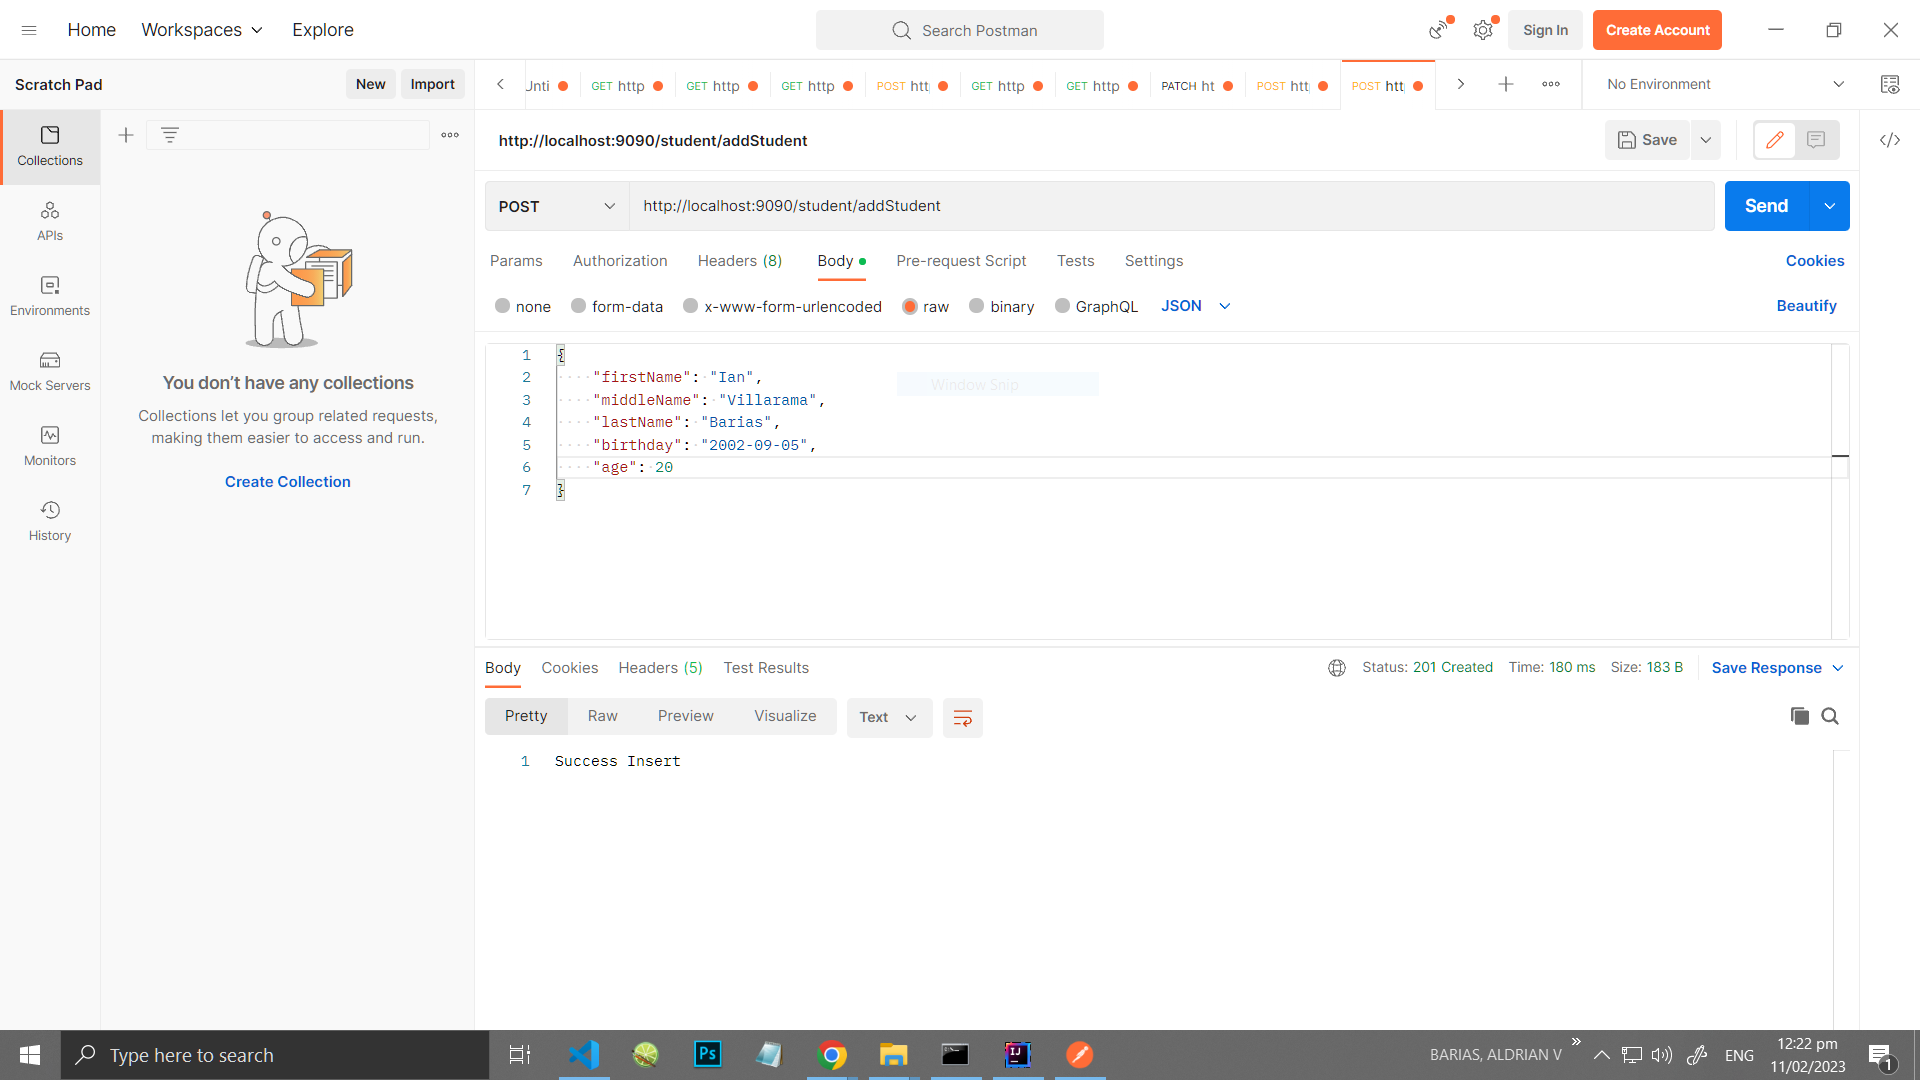 Home Workspaces Explore Search Postman Sign In Create Account
Scratch Pad New Import Unti GET http GET http GET http POST htt GET http GET http PATCH ht POST htt POST htt No Environment
Collections
APIs
Environments
Mock Servers
Monitors
History
You don’t have any collections
Collections let you group related requests,
making them easier to access and run.
Create Collection
http://localhost:9090/student/addStudent Save
POST http://localhost:9090/student/addStudent Send
Params Authorization Headers (8) Body Pre-request Script Tests Settings Cookies
none form-data x-www-form-urlencoded raw binary GraphQL JSON Beautify
1 {
2 "firstName": "Ian",
3 "middleName": "Villarama",
4 "lastName": "Barias",
5 "birthday": "2002-09-05",
6 "age": 20
7 }
Window Snip
Body Cookies Headers (5) Test Results Status: 201 Created Time: 180 ms Size: 183 B Save Response
Pretty Raw Preview Visualize Text
1 Success Insert
Type here to search Ps IJ BARIAS, ALDRIAN V » ENG 12:22 pm
11/02/2023 1